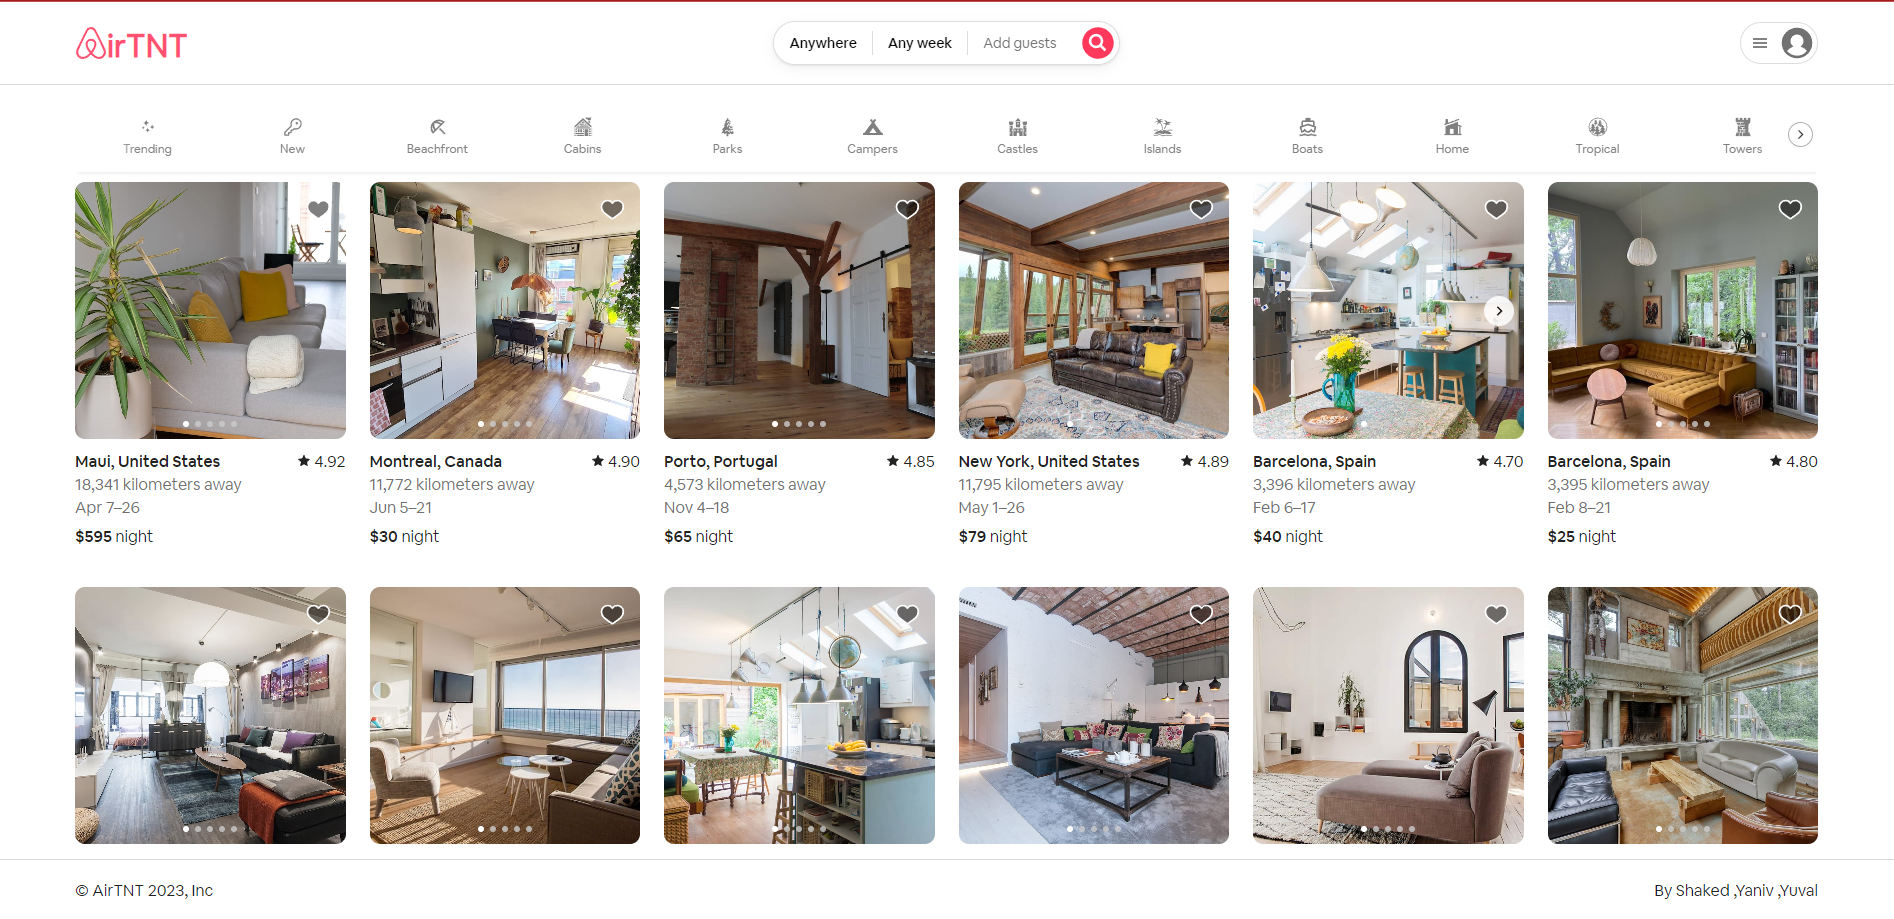 AirTNT
Anywhere Any week Add guests
Trending New Beachfront Cabins Parks Campers Castles Islands Boats Home Tropical Towers
Maui, United States ★ 4.92
18,341 kilometers away
Apr 7–26
$595 night
Montreal, Canada ★ 4.90
11,772 kilometers away
Jun 5–21
$30 night
Porto, Portugal ★ 4.85
4,573 kilometers away
Nov 4–18
$65 night
New York, United States ★ 4.89
11,795 kilometers away
May 1–26
$79 night
Barcelona, Spain ★ 4.70
3,396 kilometers away
Feb 6–17
$40 night
Barcelona, Spain ★ 4.80
3,395 kilometers away
Feb 8–21
$25 night
© AirTNT 2023, Inc
By Shaked ,Yaniv ,Yuval